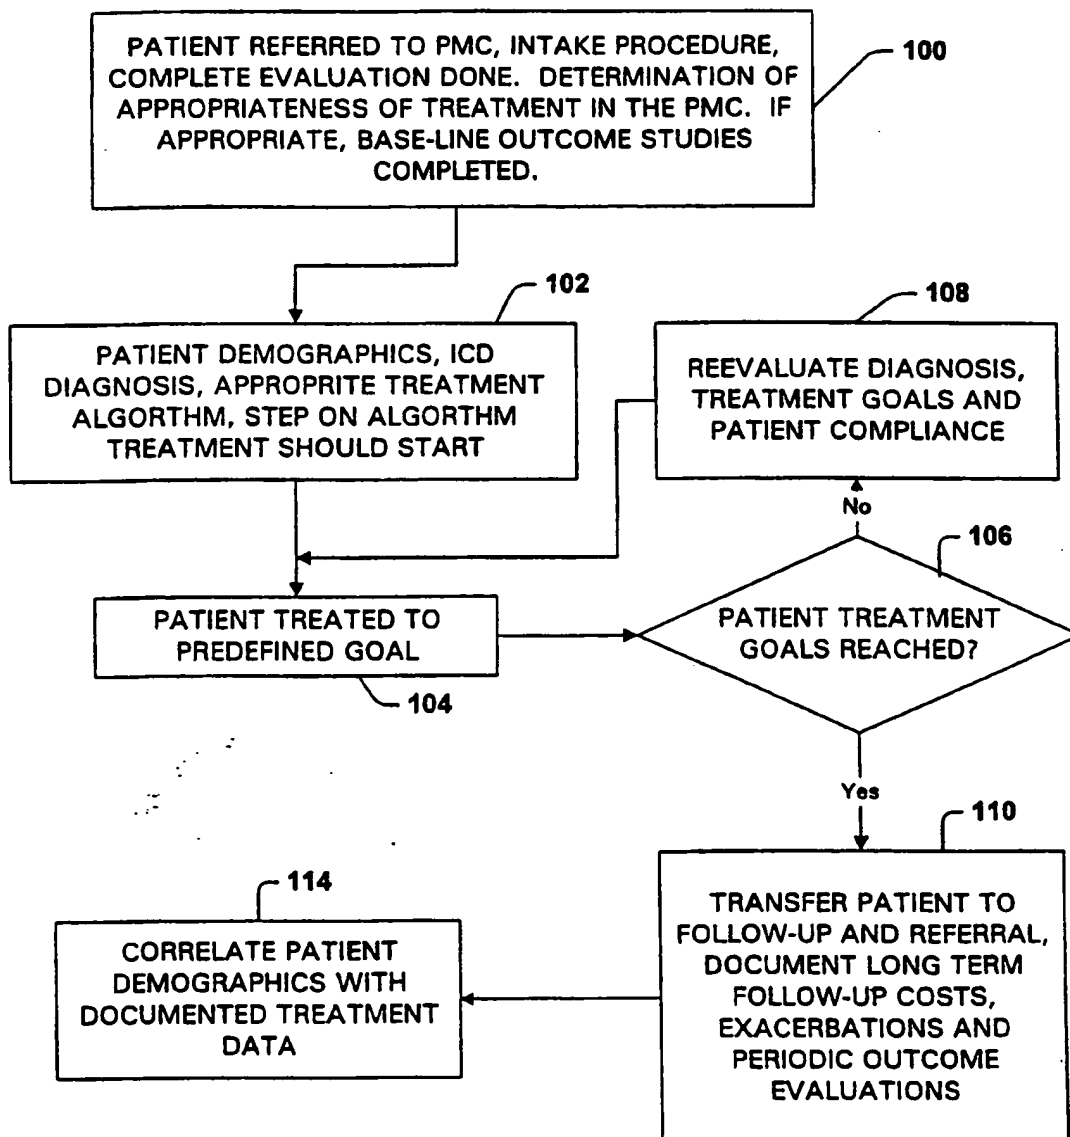 PATIENT REFERRED TO PMC, INTAKE PROCEDURE,
COMPLETE EVALUATION DONE. DETERMINATION OF
APPROPRIATENESS OF TREATMENT IN THE PMC. IF
APPROPRIATE, BASE-LINE OUTCOME STUDIES
COMPLETED.
100
102
PATIENT DEMOGRAPHICS, ICD
DIAGNOSIS, APPROPRITE TREATMENT
ALGORTHM, STEP ON ALGORTHM
TREATMENT SHOULD START
108
REEVALUATE DIAGNOSIS,
TREATMENT GOALS AND
PATIENT COMPLIANCE
No
106
PATIENT TREATED TO
PREDEFINED GOAL
104
PATIENT TREATMENT
GOALS REACHED?
Yes
110
TRANSFER PATIENT TO
FOLLOW-UP AND REFERRAL,
DOCUMENT LONG TERM
FOLLOW-UP COSTS,
EXACERBATIONS AND
PERIODIC OUTCOME
EVALUATIONS
114
CORRELATE PATIENT
DEMOGRAPHICS WITH
DOCUMENTED TREATMENT
DATA